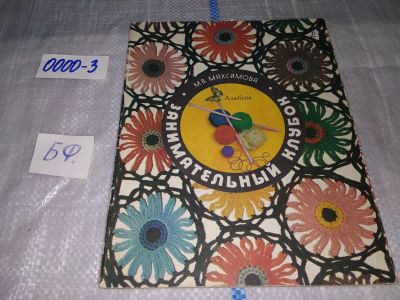 0000-3
БФ.
М.В. МАКСИМОВА
Альбом
ЗАНИМАТЕЛЬНЫЙ КЛУБОК